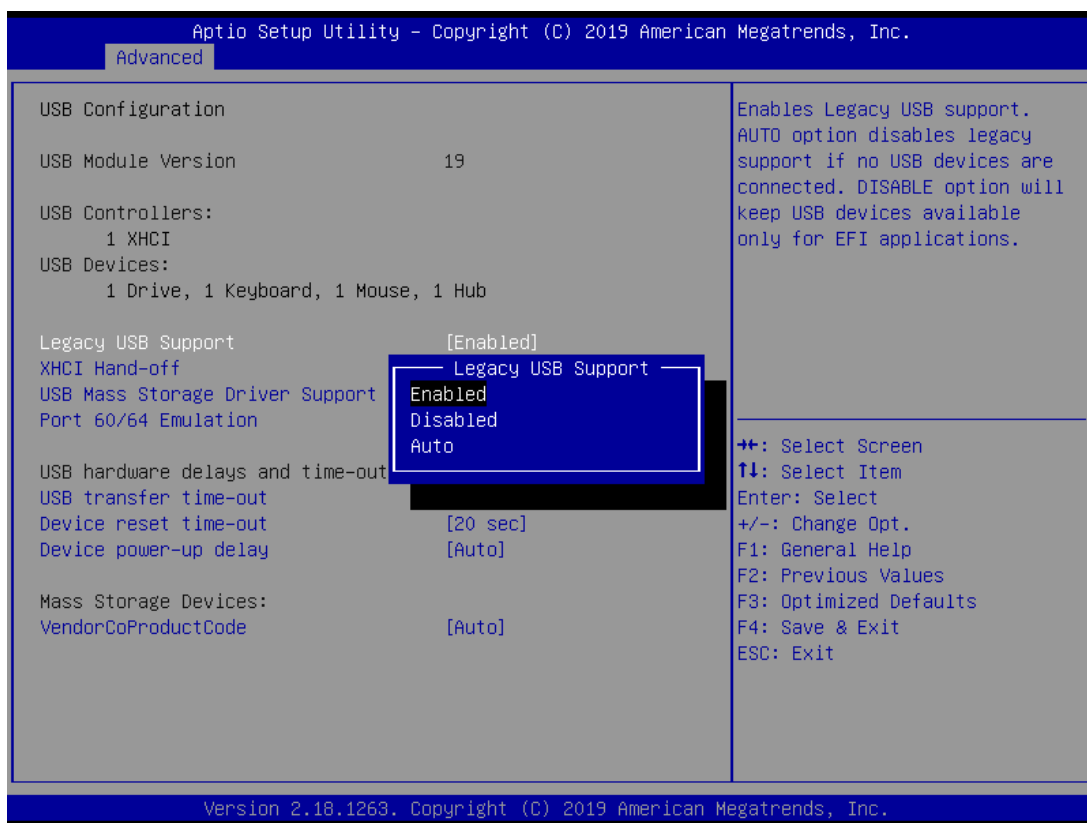 Aptio Setup Utility – Copyright (C) 2019 American Megatrends, Inc.
Advanced
USB Configuration
USB Module Version 19
USB Controllers:
1 XHCI
USB Devices:
1 Drive, 1 Keyboard, 1 Mouse, 1 Hub
Legacy USB Support [Enabled]
XHCI Hand-off
USB Mass Storage Driver Support
Port 60/64 Emulation
USB hardware delays and time-out
USB transfer time-out
Device reset time-out [20 sec]
Device power-up delay [Auto]
Mass Storage Devices:
VendorCoProductCode [Auto]
Legacy USB Support
Enabled
Disabled
Auto
Enables Legacy USB support.
AUTO option disables legacy
support if no USB devices are
connected. DISABLE option will
keep USB devices available
only for EFI applications.
→←: Select Screen
↑↓: Select Item
Enter: Select
+/-: Change Opt.
F1: General Help
F2: Previous Values
F3: Optimized Defaults
F4: Save & Exit
ESC: Exit
Version 2.18.1263. Copyright (C) 2019 American Megatrends, Inc.